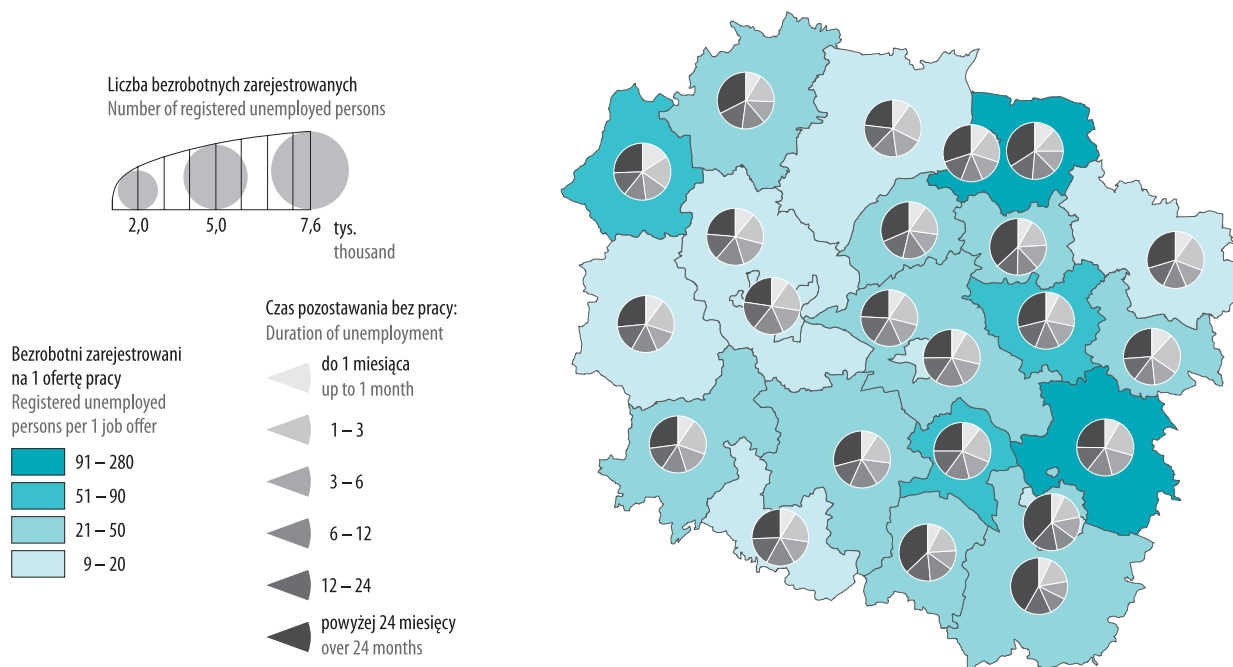 Liczba bezrobotnych zarejestrowanych
Number of registered unemployed persons
2,0
5,0
7,6
tys.
thousand
Bezrobotni zarejestrowani
na 1 ofertę pracy
Registered unemployed
persons per 1 job offer
91 – 280
51 – 90
21 – 50
9 – 20
Czas pozostawania bez pracy:
Duration of unemployment
do 1 miesiąca
up to 1 month
1 – 3
3 – 6
6 – 12
12 – 24
powyżej 24 miesięcy
over 24 months